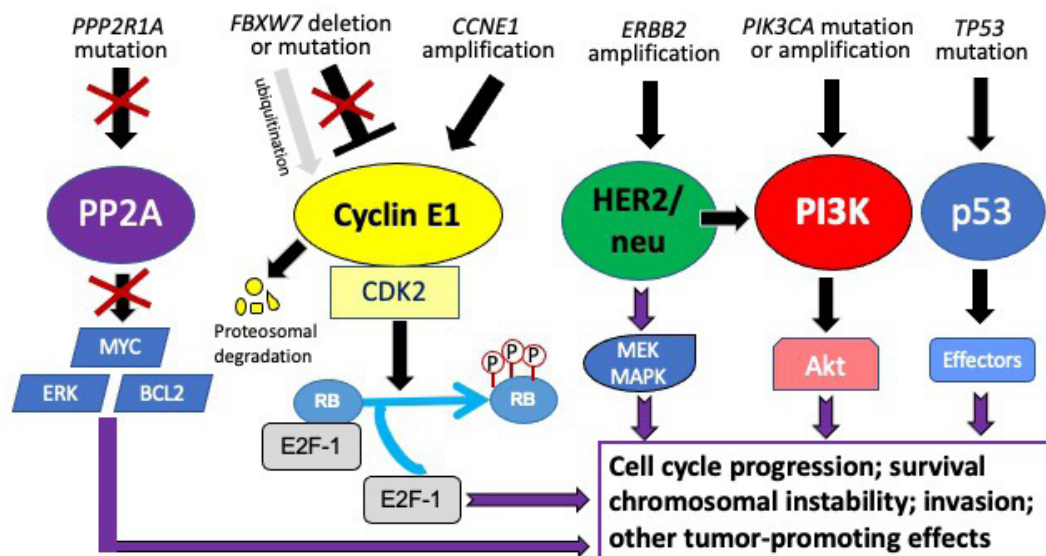 PPP2R1A
mutation
FBXW7 deletion
or mutation
CCNE1
amplification
ERBB2
amplification
PIK3CA mutation
or amplification
TP53
mutation
ubiquitination
PP2A
Cyclin E1
CDK2
HER2/
neu
PI3K
p53
Proteosomal
degradation
MYC
ERK
BCL2
P
P
P
RB
RB
E2F-1
E2F-1
MEK
MAPK
Akt
Effectors
Cell cycle progression; survival
chromosomal instability; invasion;
other tumor-promoting effects